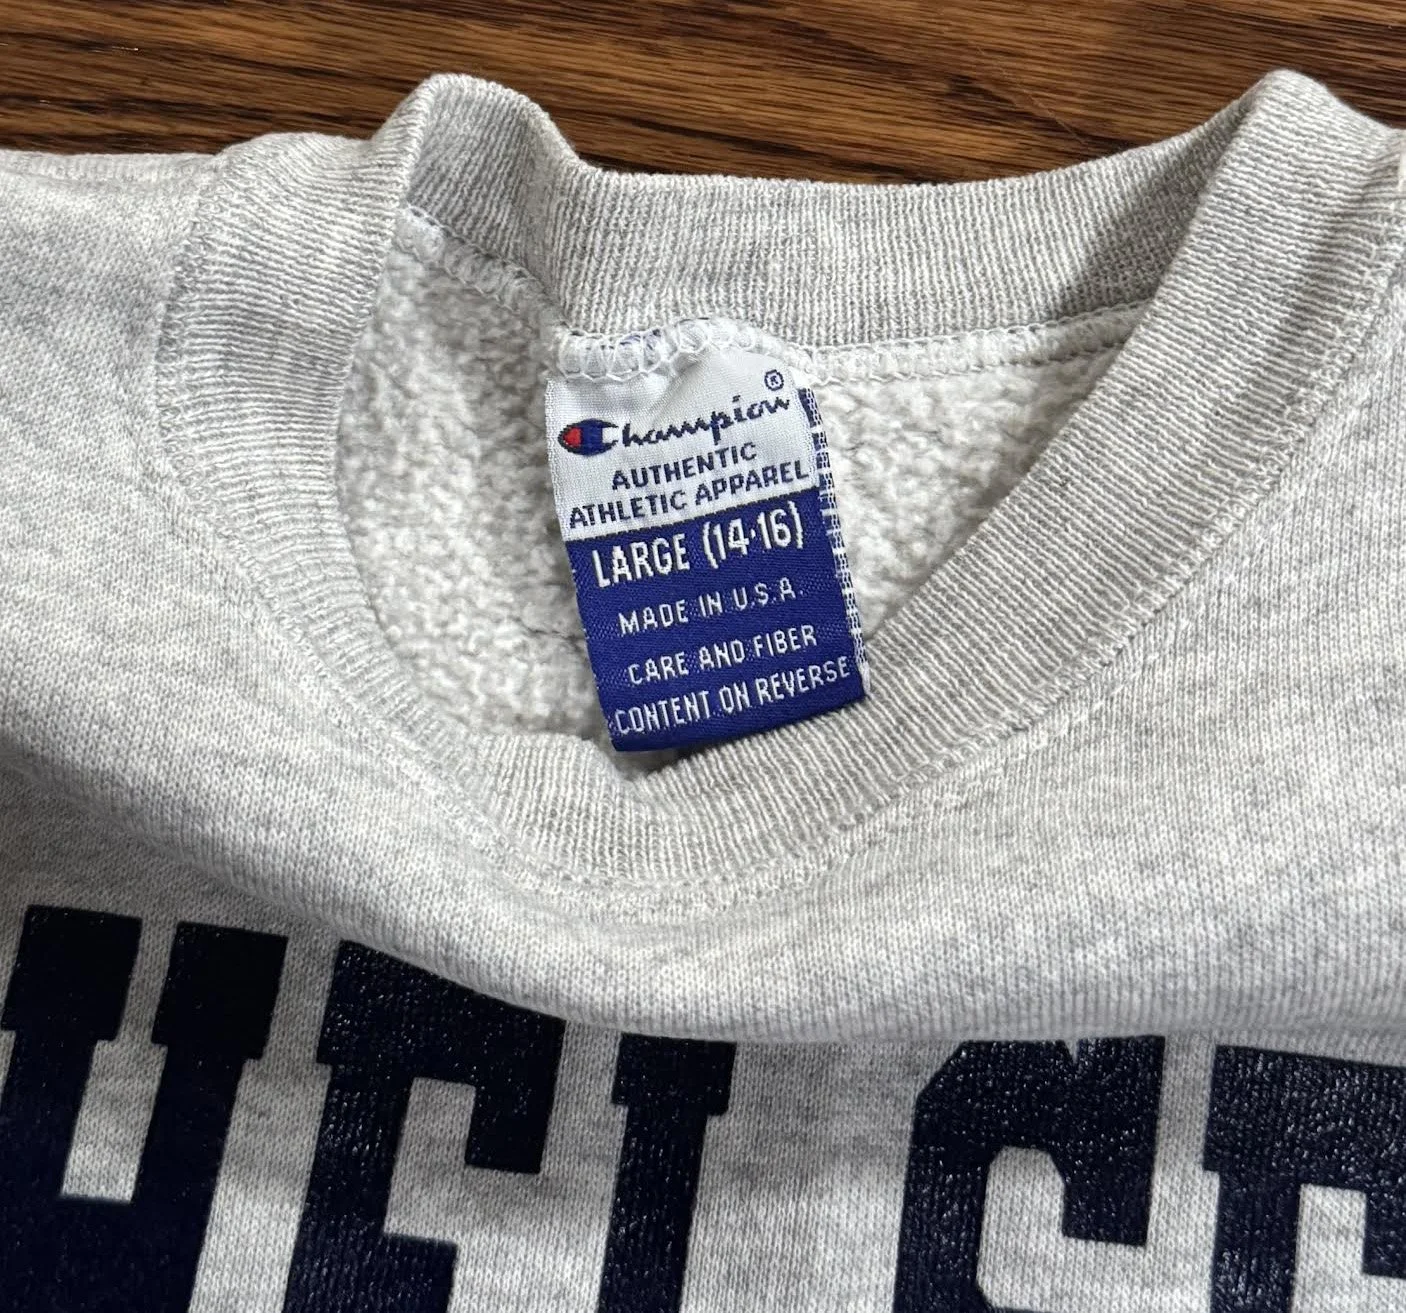 Champion®
AUTHENTIC
ATHLETIC APPAREL
LARGE (14·16)
MADE IN U.S.A.
CARE AND FIBER
CONTENT ON REVERSE